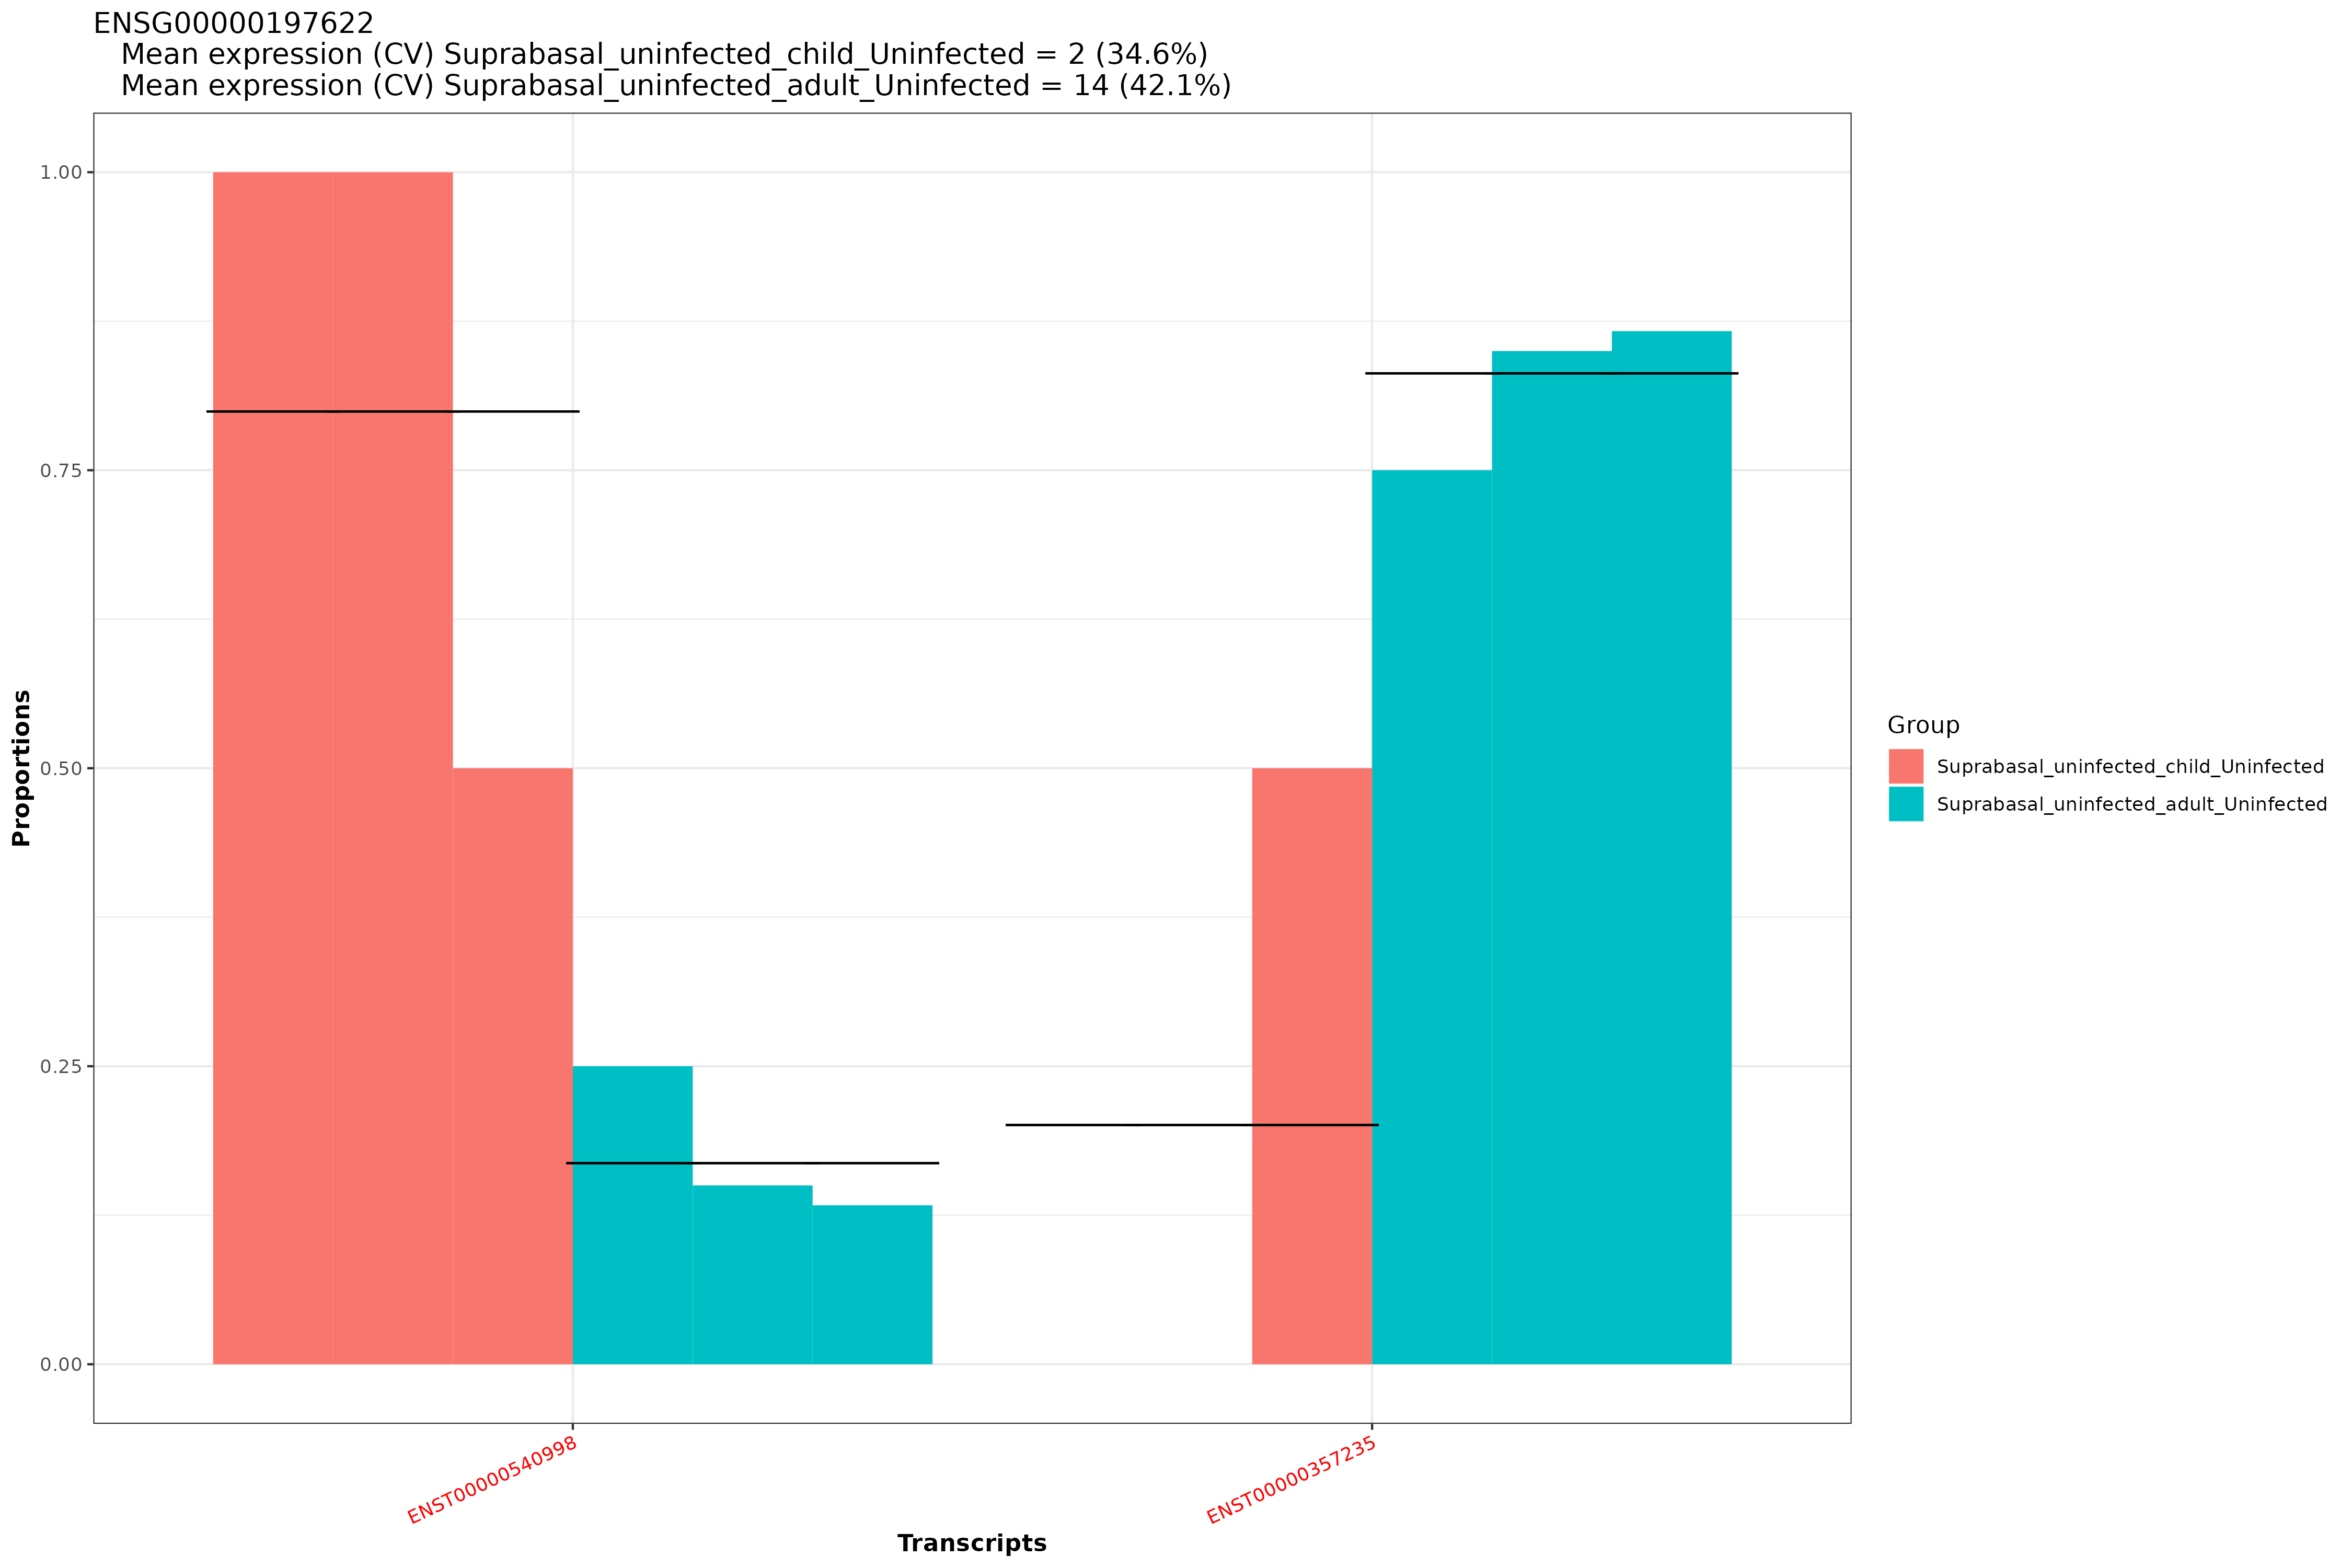 ENSG00000197622
Mean expression (CV) Suprabasal_uninfected_child_Uninfected = 2 (34.6%)
Mean expression (CV) Suprabasal_uninfected_adult_Uninfected = 14 (42.1%)
1.00
0.75
0.50
0.25
0.00
Proportions
ENST00000540998
ENST00000357235
Transcripts
Group
Suprabasal_uninfected_child_Uninfected
Suprabasal_uninfected_adult_Uninfected